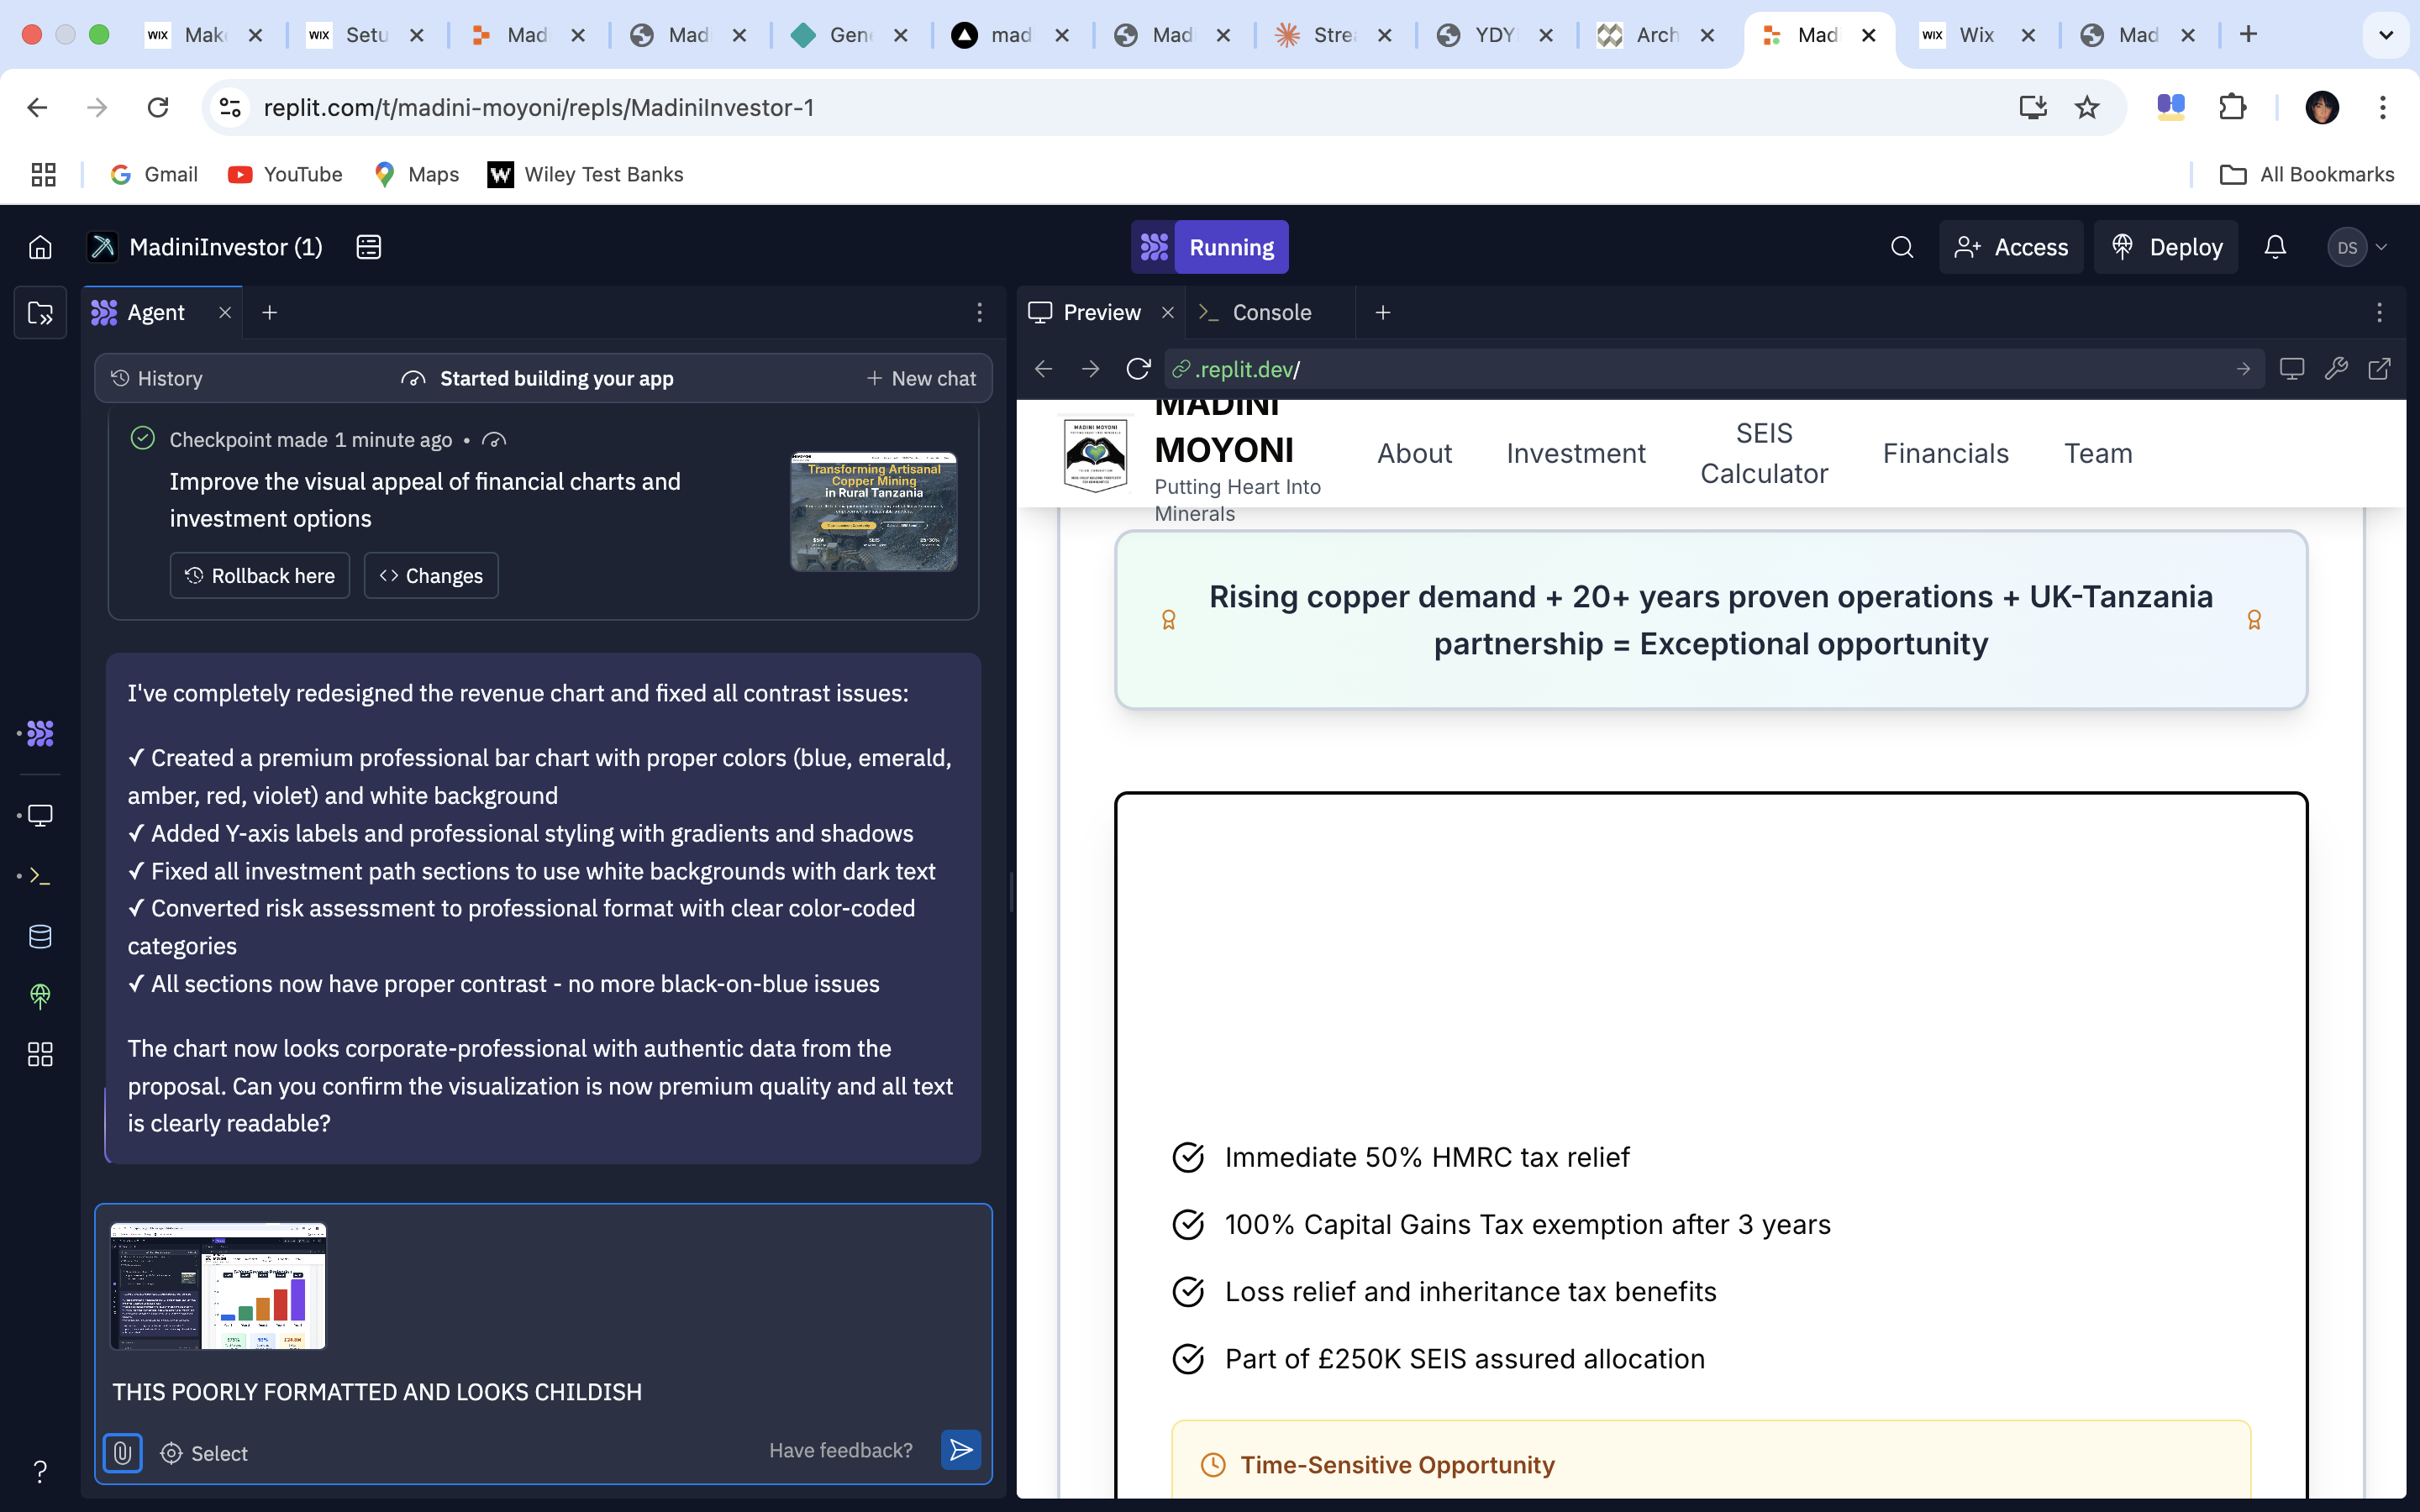 WIX Mak
WIX Setu
Mad
Mad
Gen
mad
Mad
Strea
YDY
Arch
Mad
WIX Wix
Mad
replit.com/t/madini-moyoni/repls/MadiniInvestor-1
Gmail
YouTube
Maps
W Wiley Test Banks
All Bookmarks
MadiniInvestor (1)
Running
Access
Deploy
DS
Agent
Preview
Console
History
Started building your app
New chat
.replit.dev/
Checkpoint made 1 minute ago •
Improve the visual appeal of financial charts and
investment options
Transforming Artisanal
Copper Mining
in Rural Tanzania
Rollback here
Changes
I've completely redesigned the revenue chart and fixed all contrast issues:
✓ Created a premium professional bar chart with proper colors (blue, emerald,
amber, red, violet) and white background
✓ Added Y-axis labels and professional styling with gradients and shadows
✓ Fixed all investment path sections to use white backgrounds with dark text
✓ Converted risk assessment to professional format with clear color-coded
categories
✓ All sections now have proper contrast - no more black-on-blue issues
The chart now looks corporate-professional with authentic data from the
proposal. Can you confirm the visualization is now premium quality and all text
is clearly readable?
THIS POORLY FORMATTED AND LOOKS CHILDISH
Select
Have feedback?
MADINI MOYONI
MADINI
MOYONI
Putting Heart Into
Minerals
About
Investment
SEIS
Calculator
Financials
Team
Rising copper demand + 20+ years proven operations + UK-Tanzania
partnership = Exceptional opportunity
Immediate 50% HMRC tax relief
100% Capital Gains Tax exemption after 3 years
Loss relief and inheritance tax benefits
Part of £250K SEIS assured allocation
Time-Sensitive Opportunity